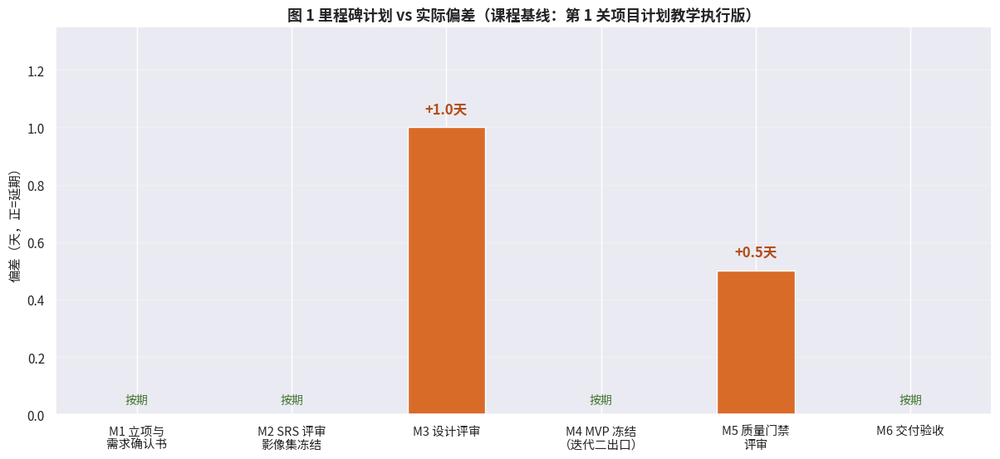 图 1 里程碑计划 vs 实际偏差（课程基线：第 1 关项目计划教学执行版）
偏差（天，正=延期）
1.2
1.0
0.8
0.6
0.4
0.2
0.0
+1.0天
+0.5天
按期
按期
按期
按期
M1 立项与
需求确认书
M2 SRS 评审
影像集冻结
M3 设计评审
M4 MVP 冻结
（迭代二出口）
M5 质量门禁
评审
M6 交付验收